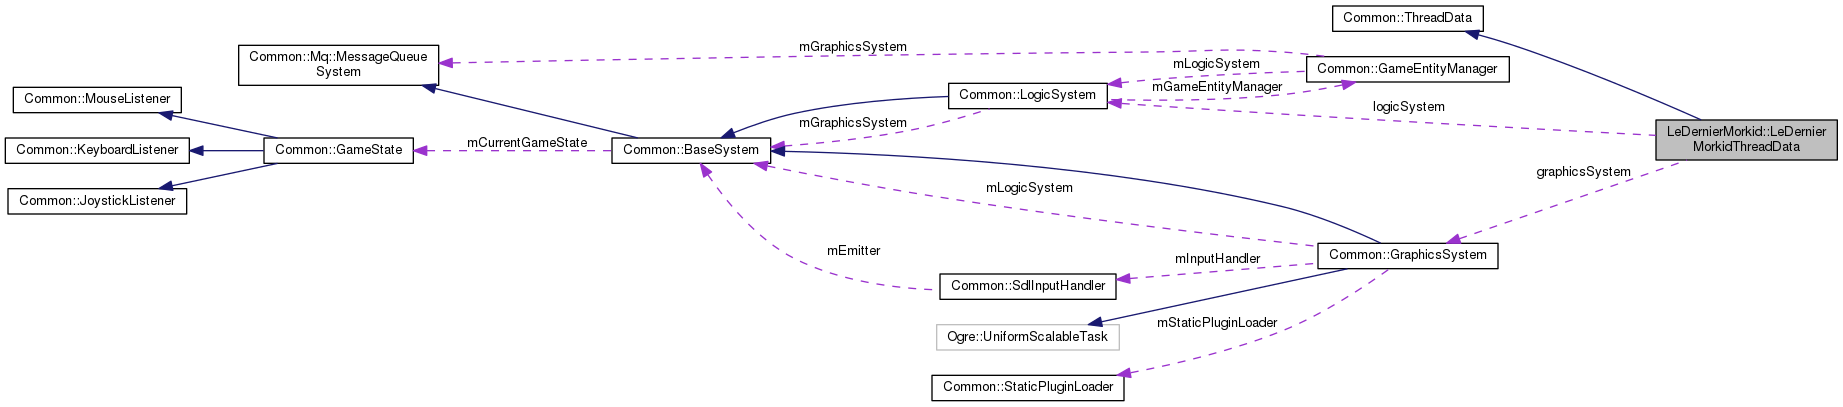 Common::ThreadData
mGraphicsSystem
Common::Mq::MessageQueue
System
mLogicSystem
Common::GameEntityManager
Common::MouseListener
Common::LogicSystem
mGameEntityManager
logicSystem
mGraphicsSystem
LeDernierMorkid::LeDernier
MorkidThreadData
mCurrentGameState
Common::KeyboardListener
Common::GameState
Common::BaseSystem
graphicsSystem
mLogicSystem
Common::JoystickListener
mEmitter
mInputHandler
Common::GraphicsSystem
Common::SdlInputHandler
mStaticPluginLoader
Ogre::UniformScalableTask
Common::StaticPluginLoader